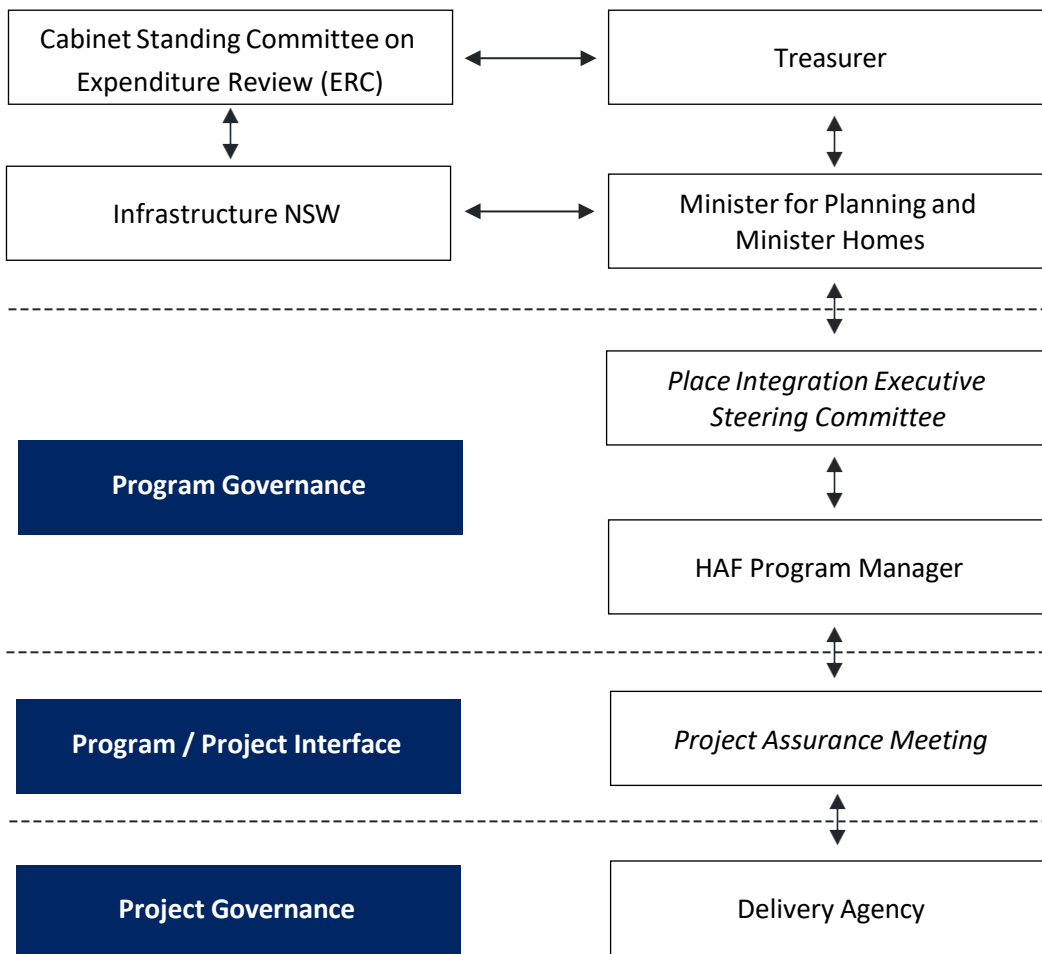 Cabinet Standing Committee on
Expenditure Review (ERC)
Treasurer
Infrastructure NSW
Minister for Planning and
Minister Homes
Place Integration Executive
Steering Committee
Program Governance
HAF Program Manager
Program / Project Interface
Project Assurance Meeting
Project Governance
Delivery Agency